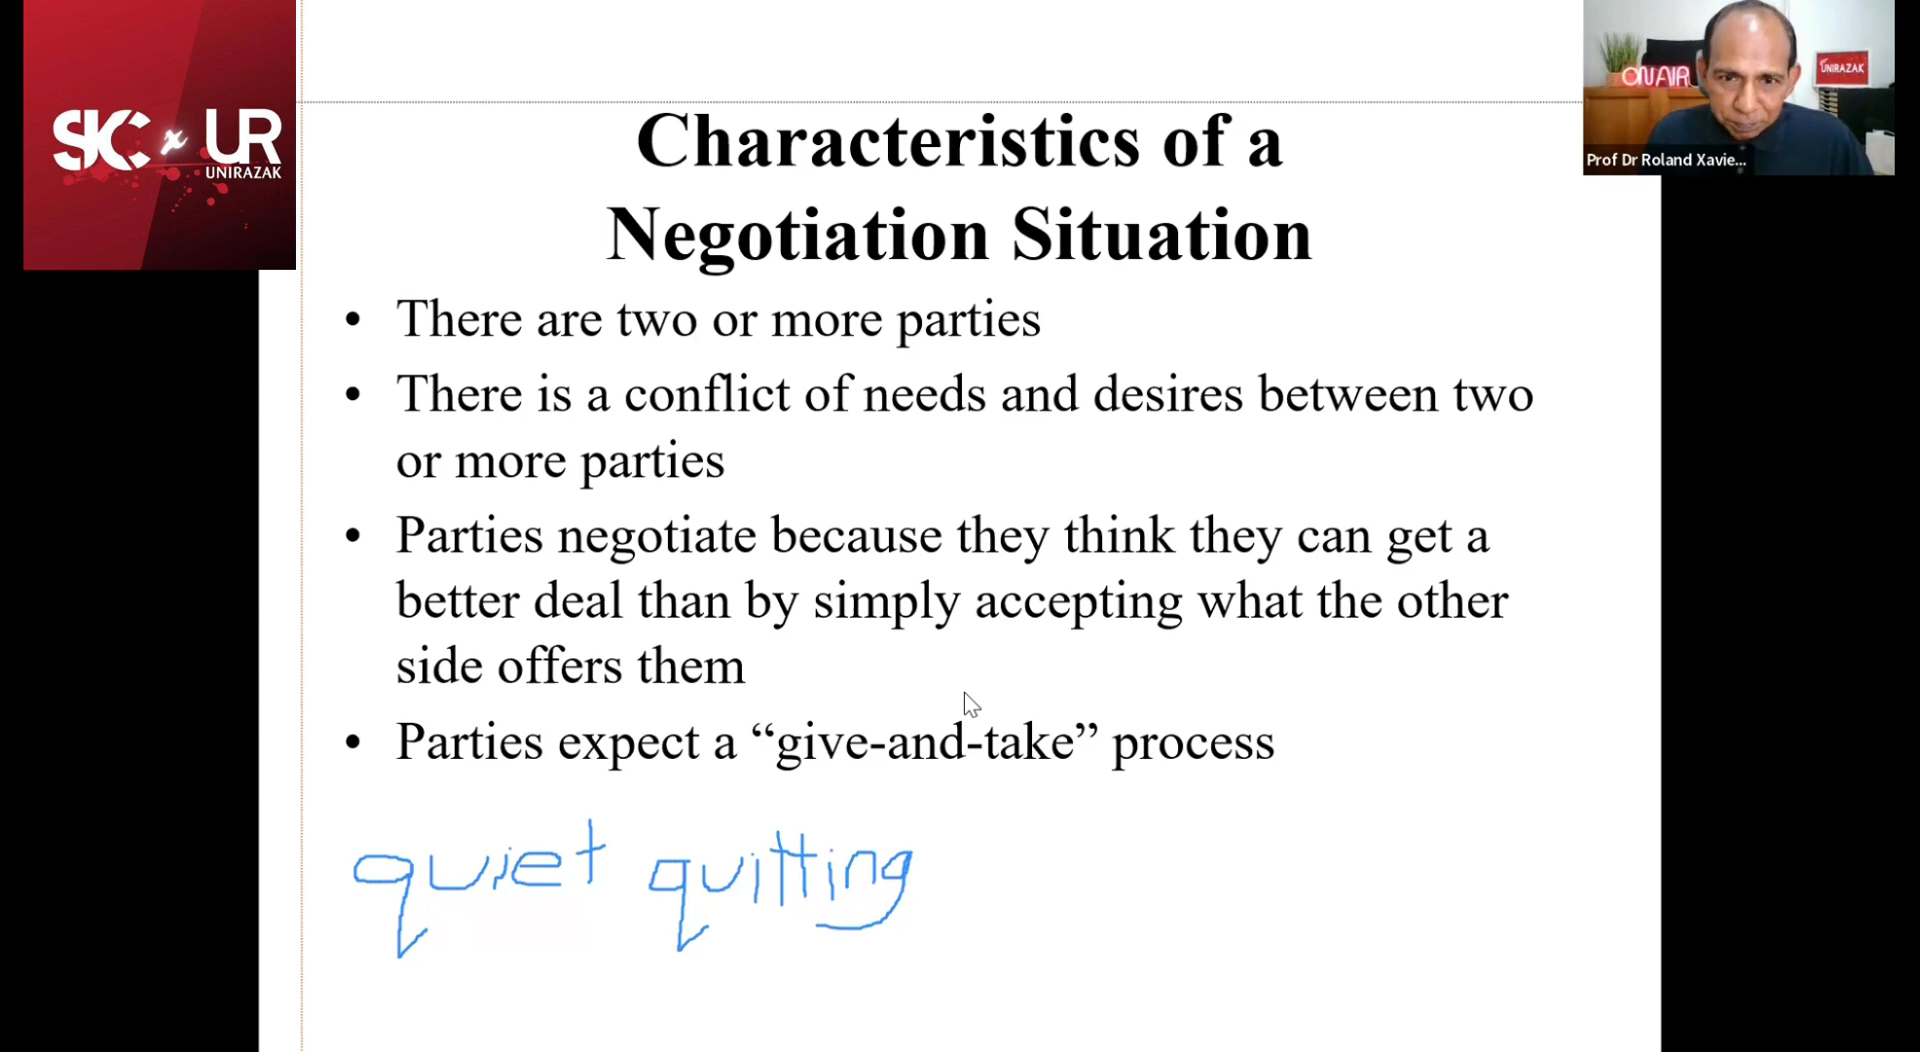 SKC x UR
UNIRAZAK
ON AIR
UNIRAZAK
Prof Dr Roland Xavie...
Characteristics of a
Negotiation Situation
• There are two or more parties
• There is a conflict of needs and desires between two
or more parties
• Parties negotiate because they think they can get a
better deal than by simply accepting what the other
side offers them
• Parties expect a “give-and-take” process
quiet quitting